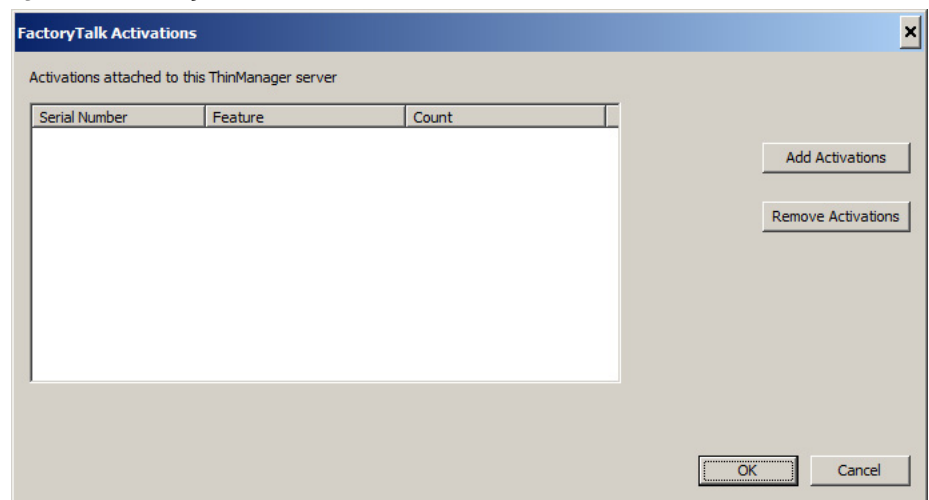 FactoryTalk Activations
Activations attached to this ThinManager server
Serial Number Feature Count
Add Activations
Remove Activations
OK Cancel